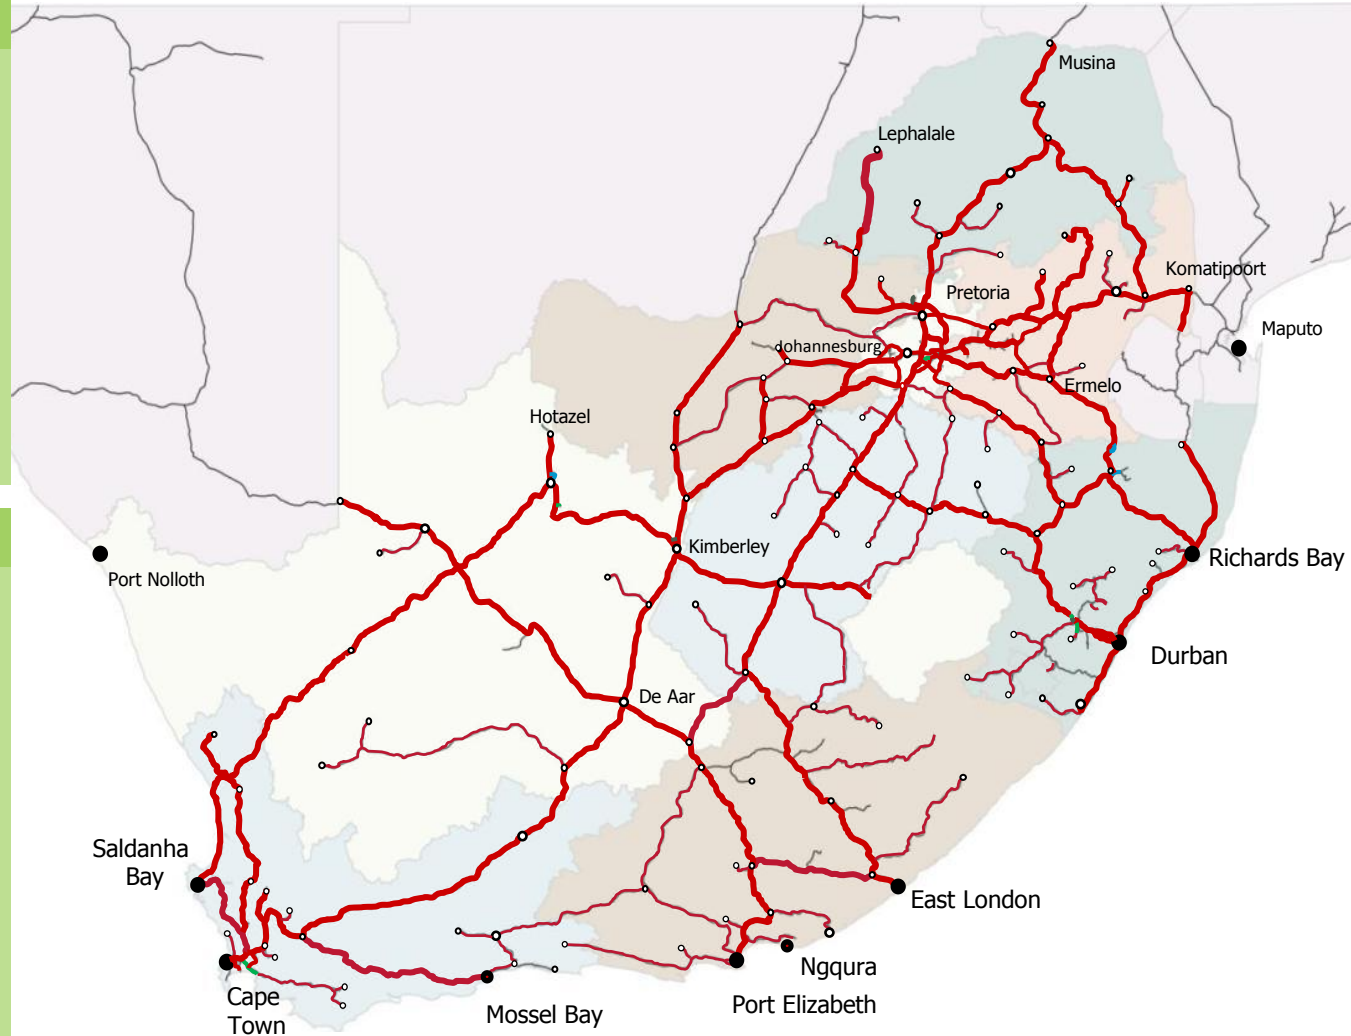 Musina
Lephalale
Komatipoort
Pretoria
Maputo
Johannesburg
Ermelo
Hotazel
Kimberley
Richards Bay
Port Nolloth
Durban
De Aar
Saldanha
Bay
East London
Ngqura
Cape
Town
Port Elizabeth
Mossel Bay